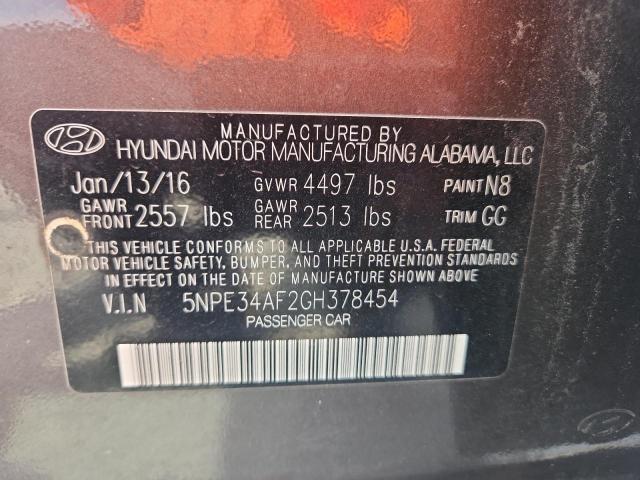 MANUFACTURED BY
HYUNDAI MOTOR MANUFACTURING ALABAMA, LLC
Jan/13/16 GVWR 4497 lbs PAINT N8
GAWR FRONT 2557 lbs GAWR REAR 2513 lbs TRIM GG
THIS VEHICLE CONFORMS TO ALL APPLICABLE U.S.A. FEDERAL
MOTOR VEHICLE SAFETY, BUMPER, AND THEFT PREVENTION STANDARDS
IN EFFECT ON THE DATE OF MANUFACTURE SHOWN ABOVE.
V.I.N 5NPE34AF2GH378454
PASSENGER CAR